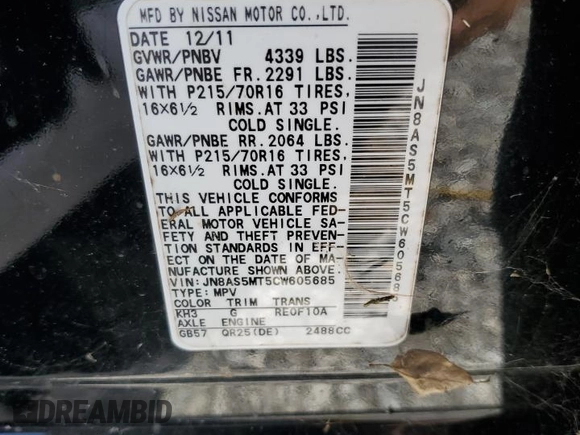 MFD BY NISSAN MOTOR CO.,LTD.
DATE 12/11
GVWR/PNBV 4339 LBS.
GAWR/PNBE FR. 2291 LBS.
WITH P215/70R16 TIRES,
16×6½ RIMS. AT 33 PSI
COLD SINGLE.
GAWR/PNBE RR. 2064 LBS.
WITH P215/70R16 TIRES,
16×6½ RIMS. AT 33 PSI
COLD SINGLE.
THIS VEHICLE CONFORMS
TO ALL APPLICABLE FED-
ERAL MOTOR VEHICLE SA-
FETY AND THEFT PREVEN-
TION STANDARDS IN EFF-
ECT ON THE DATE OF MA-
NUFACTURE SHOWN ABOVE.
VIN: JN8AS5MT5CW605685
TYPE: MPV
COLOR TRIM TRANS
KH3 G RE0F10A
AXLE ENGINE
GB57 QR25(DE) 2488CC
JN8AS5MT5CW605685
DREAMBID